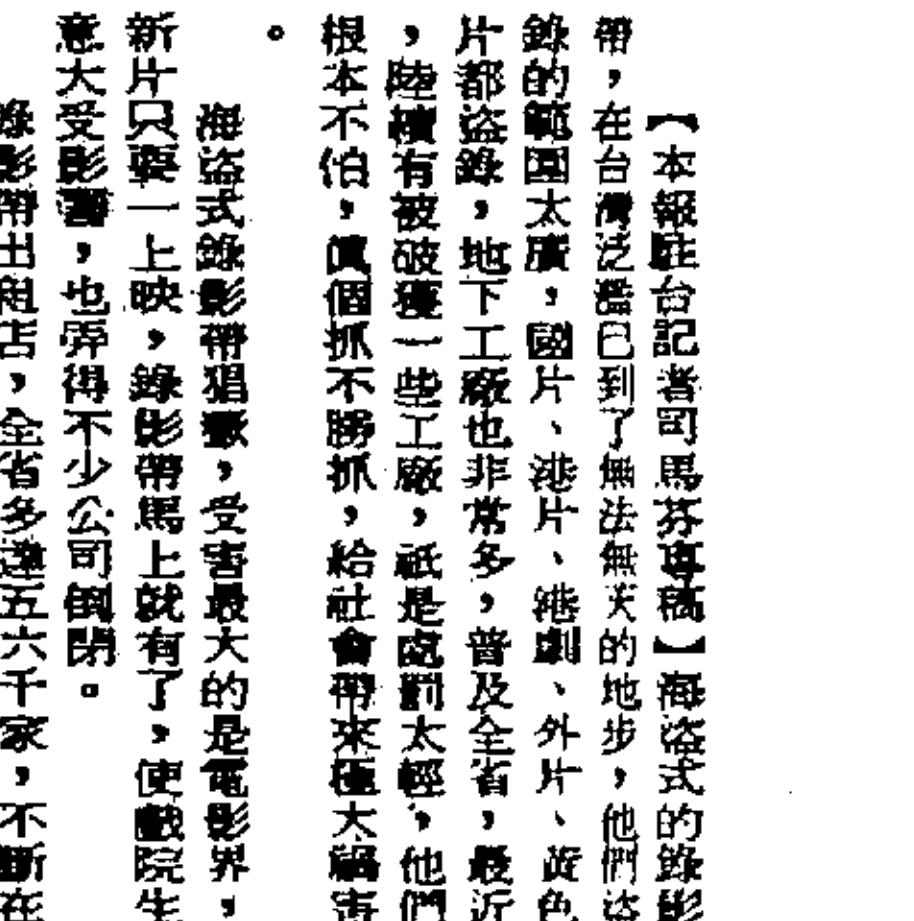 【本報駐台記者司馬芬專稿】海盜式的錄影
帶，在台灣泛濫已到了無法無天的地步，他們盜
錄的範圍太廣，國片、港片、港劇、外片、黃色
片都盜錄，地下工廠也非常多，普及全省，最近
，陸續有被破獲一些工廠，祇是處罰太輕，他們
根本不怕，眞個抓不勝抓，給社會帶來極大禍害
。
海盜式錄影帶猖獗，受害最大的是電影界，
新片只要一上映，錄影帶馬上就有了，使戲院生
意大受影響，也弄得不少公司倒閉。
錄影帶出租店，全省多達五六千家，不斷在